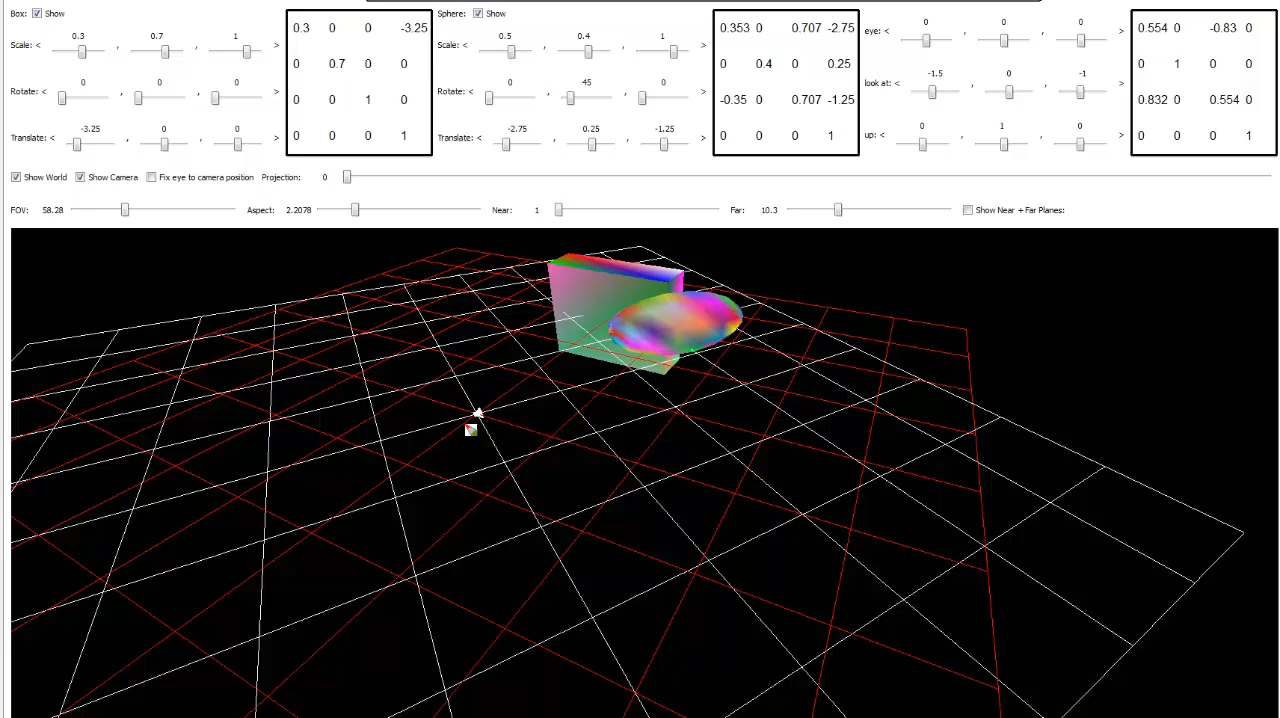 Box: Show
Scale: < 0.3 , 0.7 , 1 >
Rotate: < 0 , 0 , 0 >
Translate: < -3.25 , 0 , 0 >
0.3 0 0 -3.25
0 0.7 0 0
0 0 1 0
0 0 0 1
Sphere: Show
Scale: < 0.5 , 0.4 , 1 >
Rotate: < 0 , 45 , 0 >
Translate: < -2.75 , 0.25 , -1.25 >
0.353 0 0.707 -2.75
0 0.4 0 0.25
-0.35 0 0.707 -1.25
0 0 0 1
eye: < 0 , 0 , 0 >
look at: < -1.5 , 0 , -1 >
up: < 0 , 1 , 0 >
0.554 0 -0.83 0
0 1 0 0
0.832 0 0.554 0
0 0 0 1
Show World Show Camera Fix eye to camera position Projection: 0
FOV: 58.28 Aspect: 2.2078 Near: 1 Far: 10.3 Show Near + Far Planes: